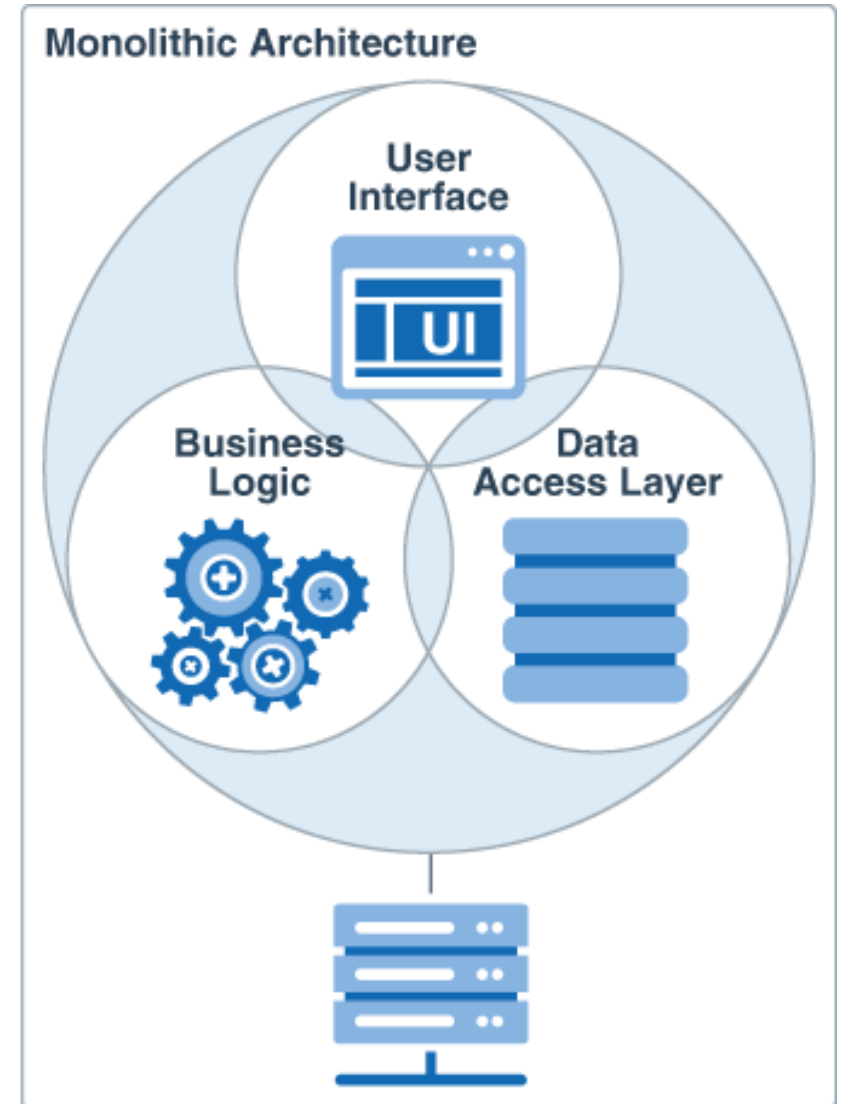 Monolithic Architecture
User
Interface
UI
Business
Logic
Data
Access Layer